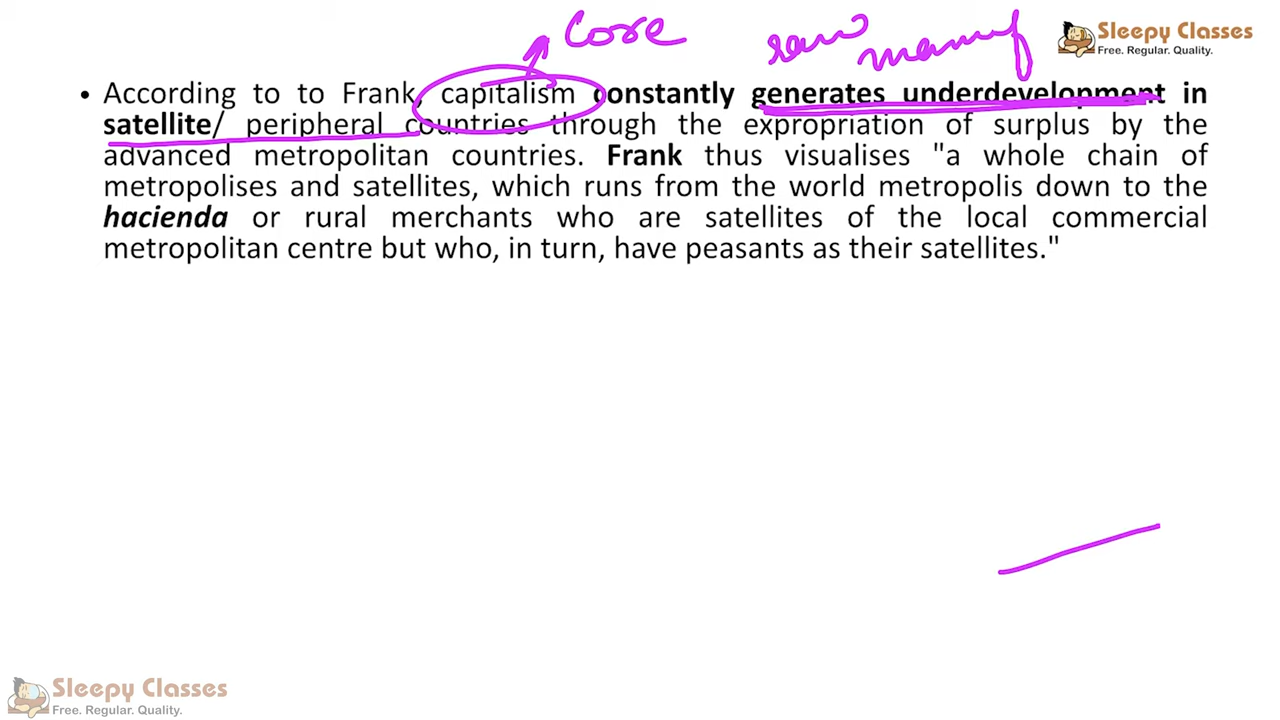 Core
raw
manuf
Sleepy Classes
Free. Regular. Quality.
• According to to Frank, capitalism constantly generates underdevelopment in
satellite/ peripheral countries through the expropriation of surplus by the
advanced metropolitan countries. Frank thus visualises "a whole chain of
metropolises and satellites, which runs from the world metropolis down to the
hacienda or rural merchants who are satellites of the local commercial
metropolitan centre but who, in turn, have peasants as their satellites."
Sleepy Classes
Free. Regular. Quality.